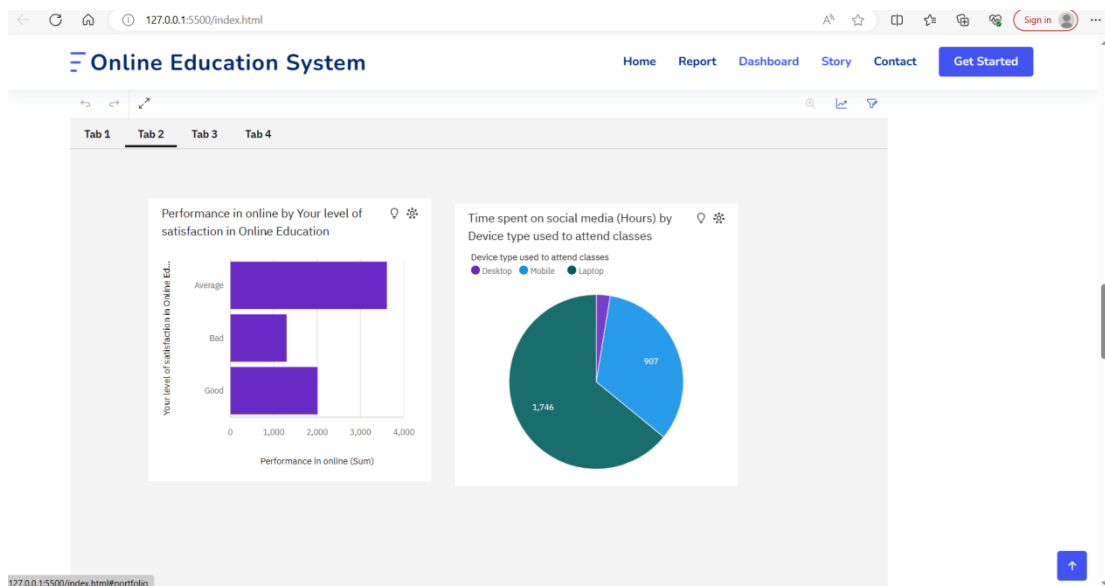 127.0.0.1:5500/index.html
Sign in
Online Education System
Home Report Dashboard Story Contact Get Started
Tab 1 Tab 2 Tab 3 Tab 4
Performance in online by Your level of
satisfaction in Online Education
Your level of satisfaction in Online Ed...
Average
Bad
Good
0 1,000 2,000 3,000 4,000
Performance in online (Sum)
Time spent on social media (Hours) by
Device type used to attend classes
Device type used to attend classes
Desktop Mobile Laptop
907
1,746
127.0.0.1:5500/index.html#portfolio